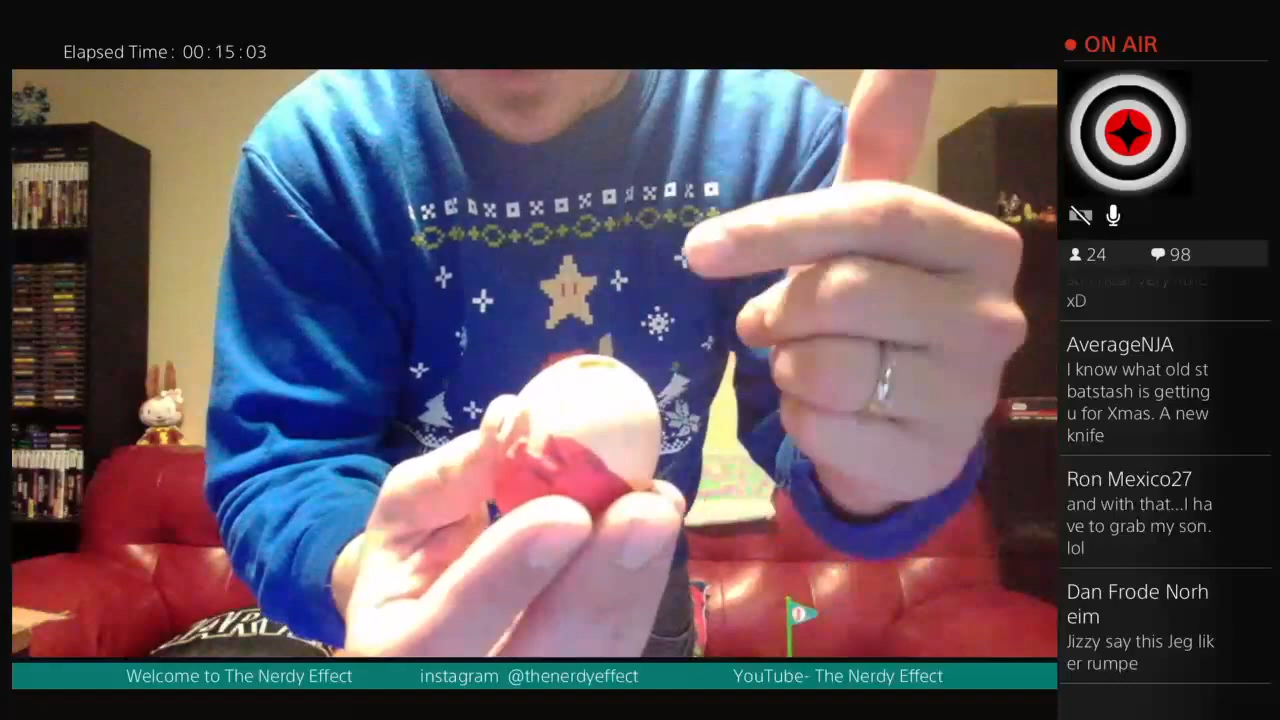 Elapsed Time: 00:15:03
ON AIR
24 98
xD
AverageNJA
I know what old st
batstash is getting
u for Xmas. A new
knife
Ron Mexico27
and with that...I ha
ve to grab my son.
lol
Dan Frode Norh
eim
Jizzy say this Jeg lik
er rumpe
Welcome to The Nerdy Effect instagram @thenerdyeffect YouTube- The Nerdy Effect